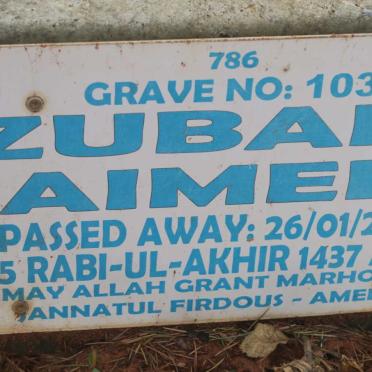 786
GRAVE NO: 103
ZUBAI
AIME
PASSED AWAY: 26/01/2
5 RABI-UL-AKHIR 1437 A
MAY ALLAH GRANT MARHO
JANNATUL FIRDOUS - AME